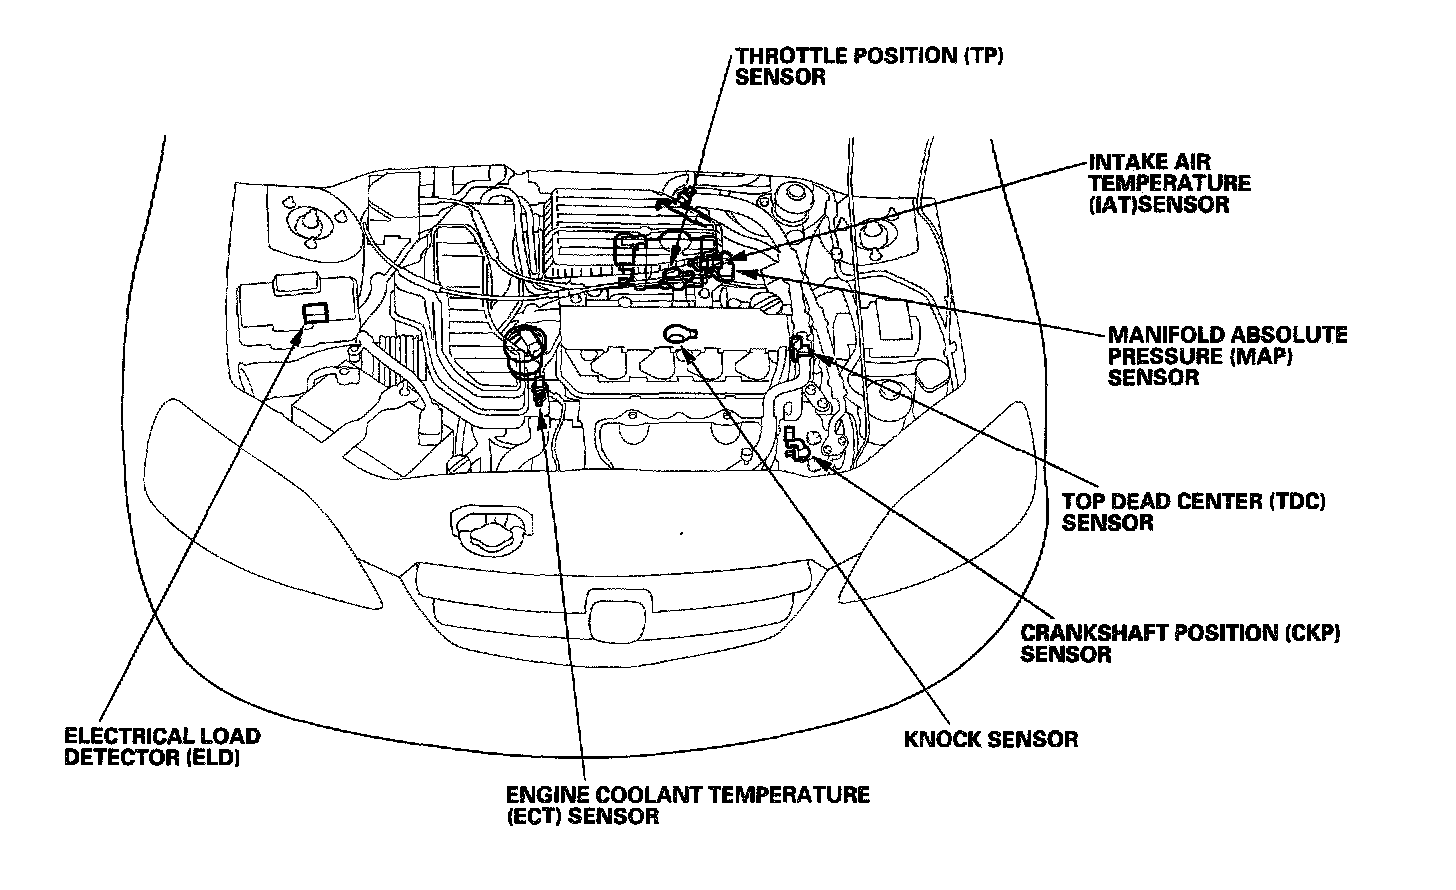 THROTTLE POSITION (TP)
SENSOR
INTAKE AIR
TEMPERATURE
(IAT)SENSOR
MANIFOLD ABSOLUTE
PRESSURE (MAP)
SENSOR
TOP DEAD CENTER (TDC)
SENSOR
CRANKSHAFT POSITION (CKP)
SENSOR
KNOCK SENSOR
ELECTRICAL LOAD
DETECTOR (ELD)
ENGINE COOLANT TEMPERATURE
(ECT) SENSOR